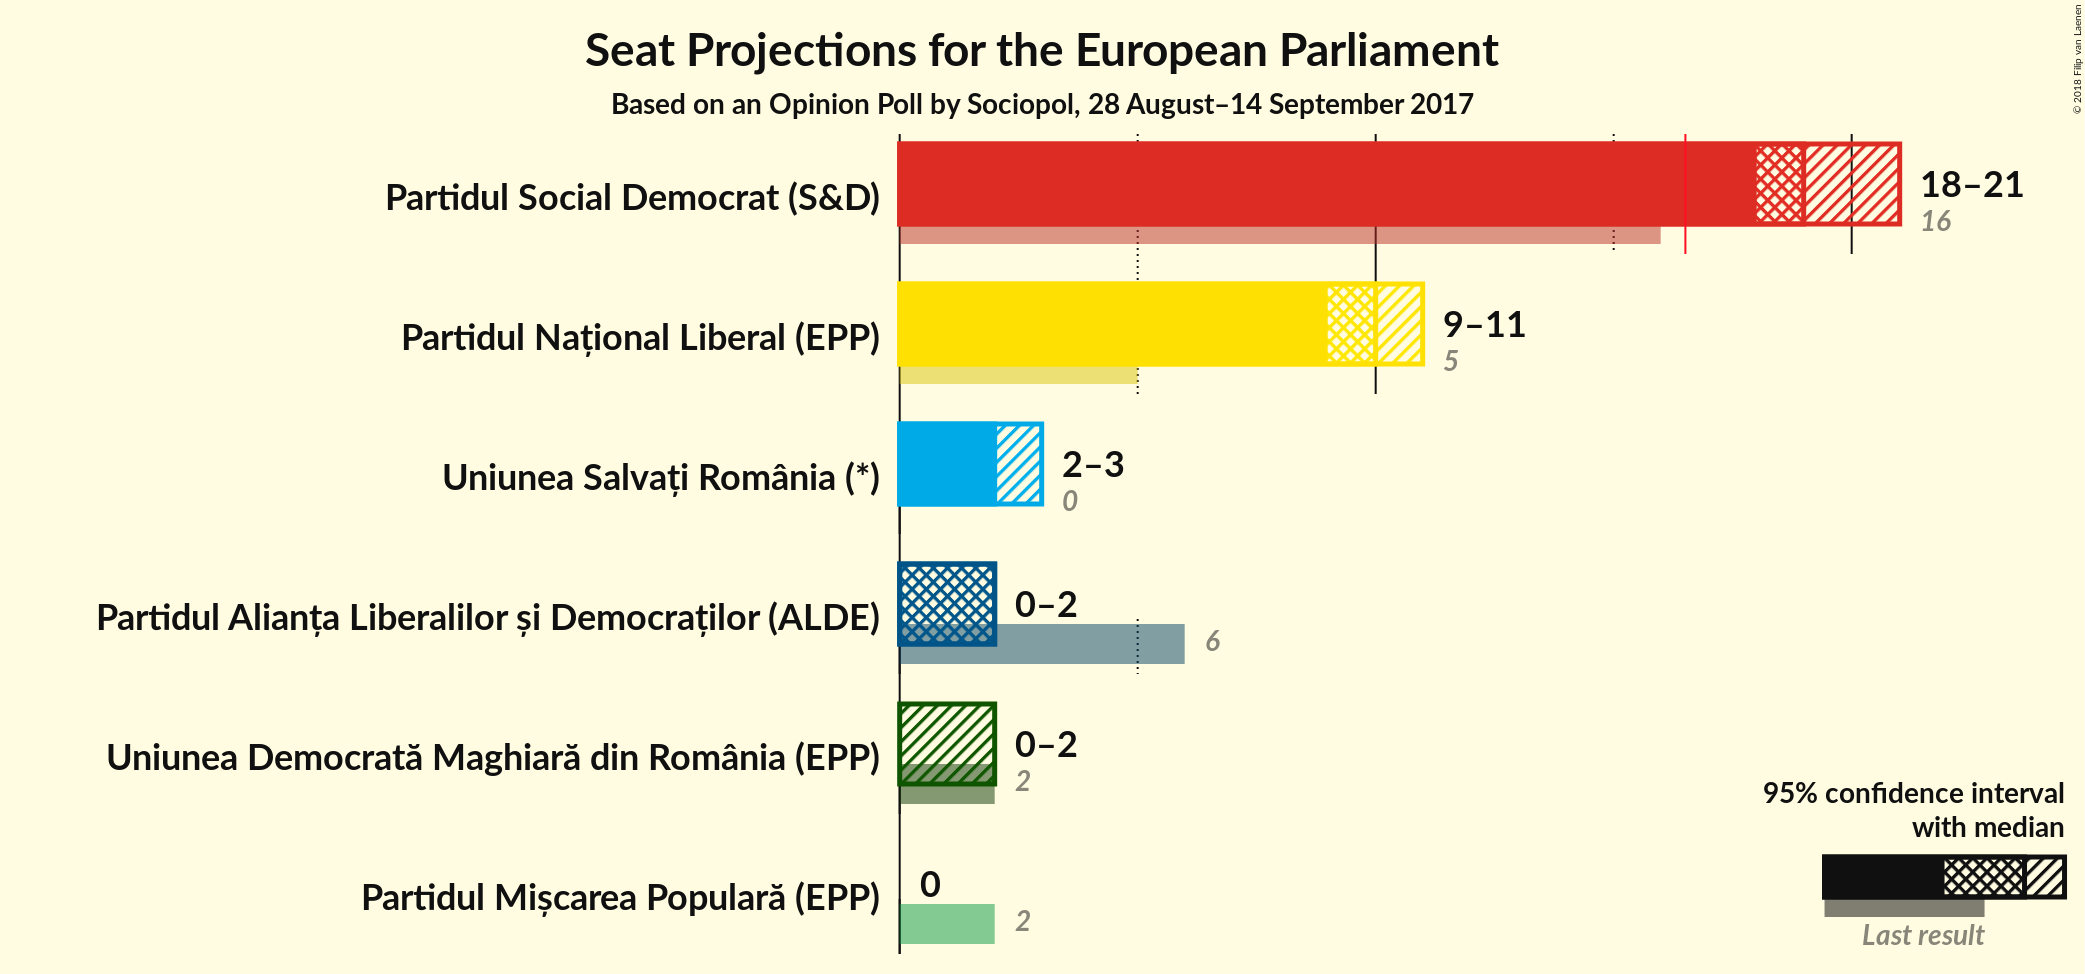 Seat Projections for the European Parliament
Based on an Opinion Poll by Sociopol, 28 August–14 September 2017
© 2018 Filip van Laenen
Partidul Social Democrat (S&D)
18–21
16
Partidul Național Liberal (EPP)
9–11
5
Uniunea Salvați România (*)
2–3
0
Partidul Alianța Liberalilor și Democraților (ALDE)
0–2
6
Uniunea Democrată Maghiară din România (EPP)
0–2
2
Partidul Mișcarea Populară (EPP)
0
2
95% confidence interval
with median
Last result